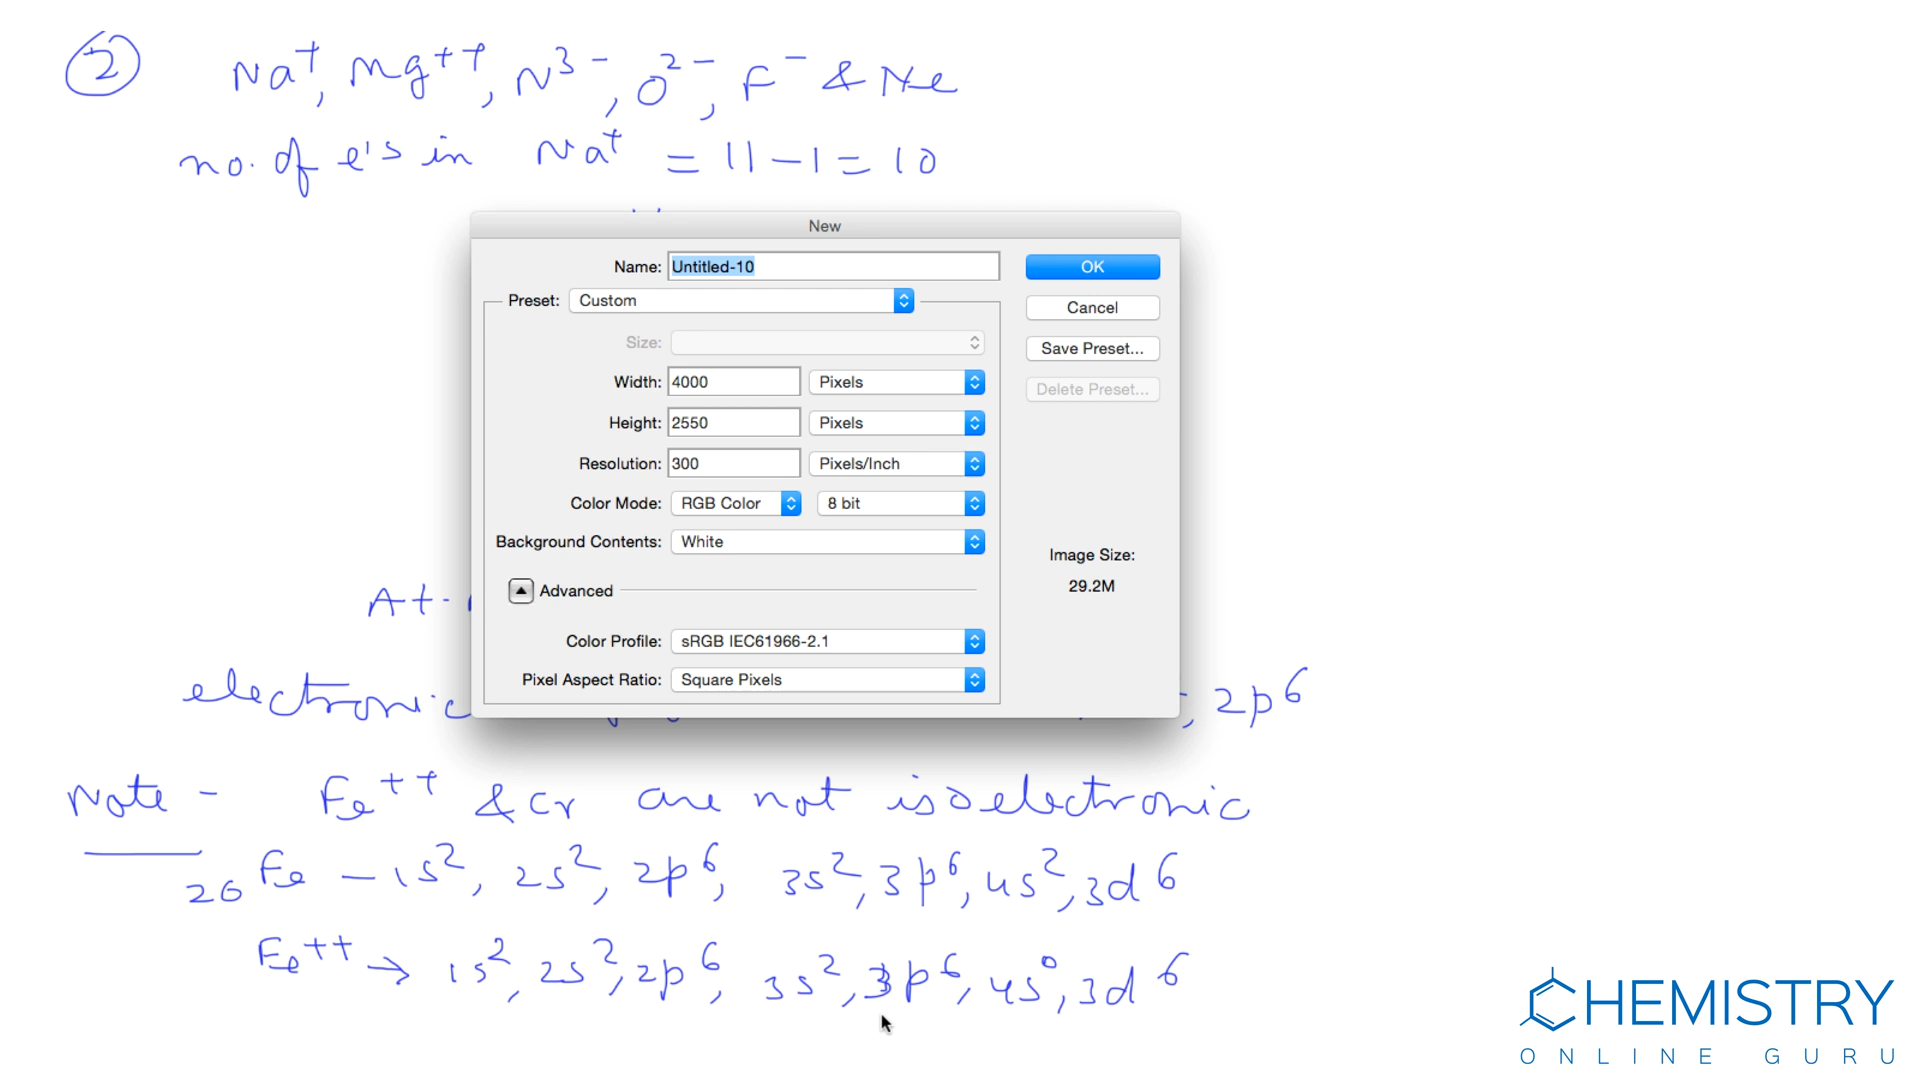 2 Na⁺, Mg⁺⁺, N³⁻, O²⁻, F⁻ & Ne
no. of e's in Na⁺ = 11 - 1 = 10
New
Name: Untitled-10
OK
Preset: Custom
Cancel
Size:
Save Preset...
Width: 4000 Pixels
Delete Preset...
Height: 2550 Pixels
Resolution: 300 Pixels/Inch
Color Mode: RGB Color 8 bit
Background Contents: White
Image Size:
29.2M
Advanced
At.
Color Profile: sRGB IEC61966-2.1
Pixel Aspect Ratio: Square Pixels
electronic , 2p⁶
Note - Fe⁺⁺ & Cr are not isoelectronic
₂₆Fe - 1s², 2s², 2p⁶, 3s², 3p⁶, 4s², 3d⁶
Fe⁺⁺ → 1s², 2s², 2p⁶, 3s², 3p⁶, 4s⁰, 3d⁶
CHEMISTRY
ONLINE GURU